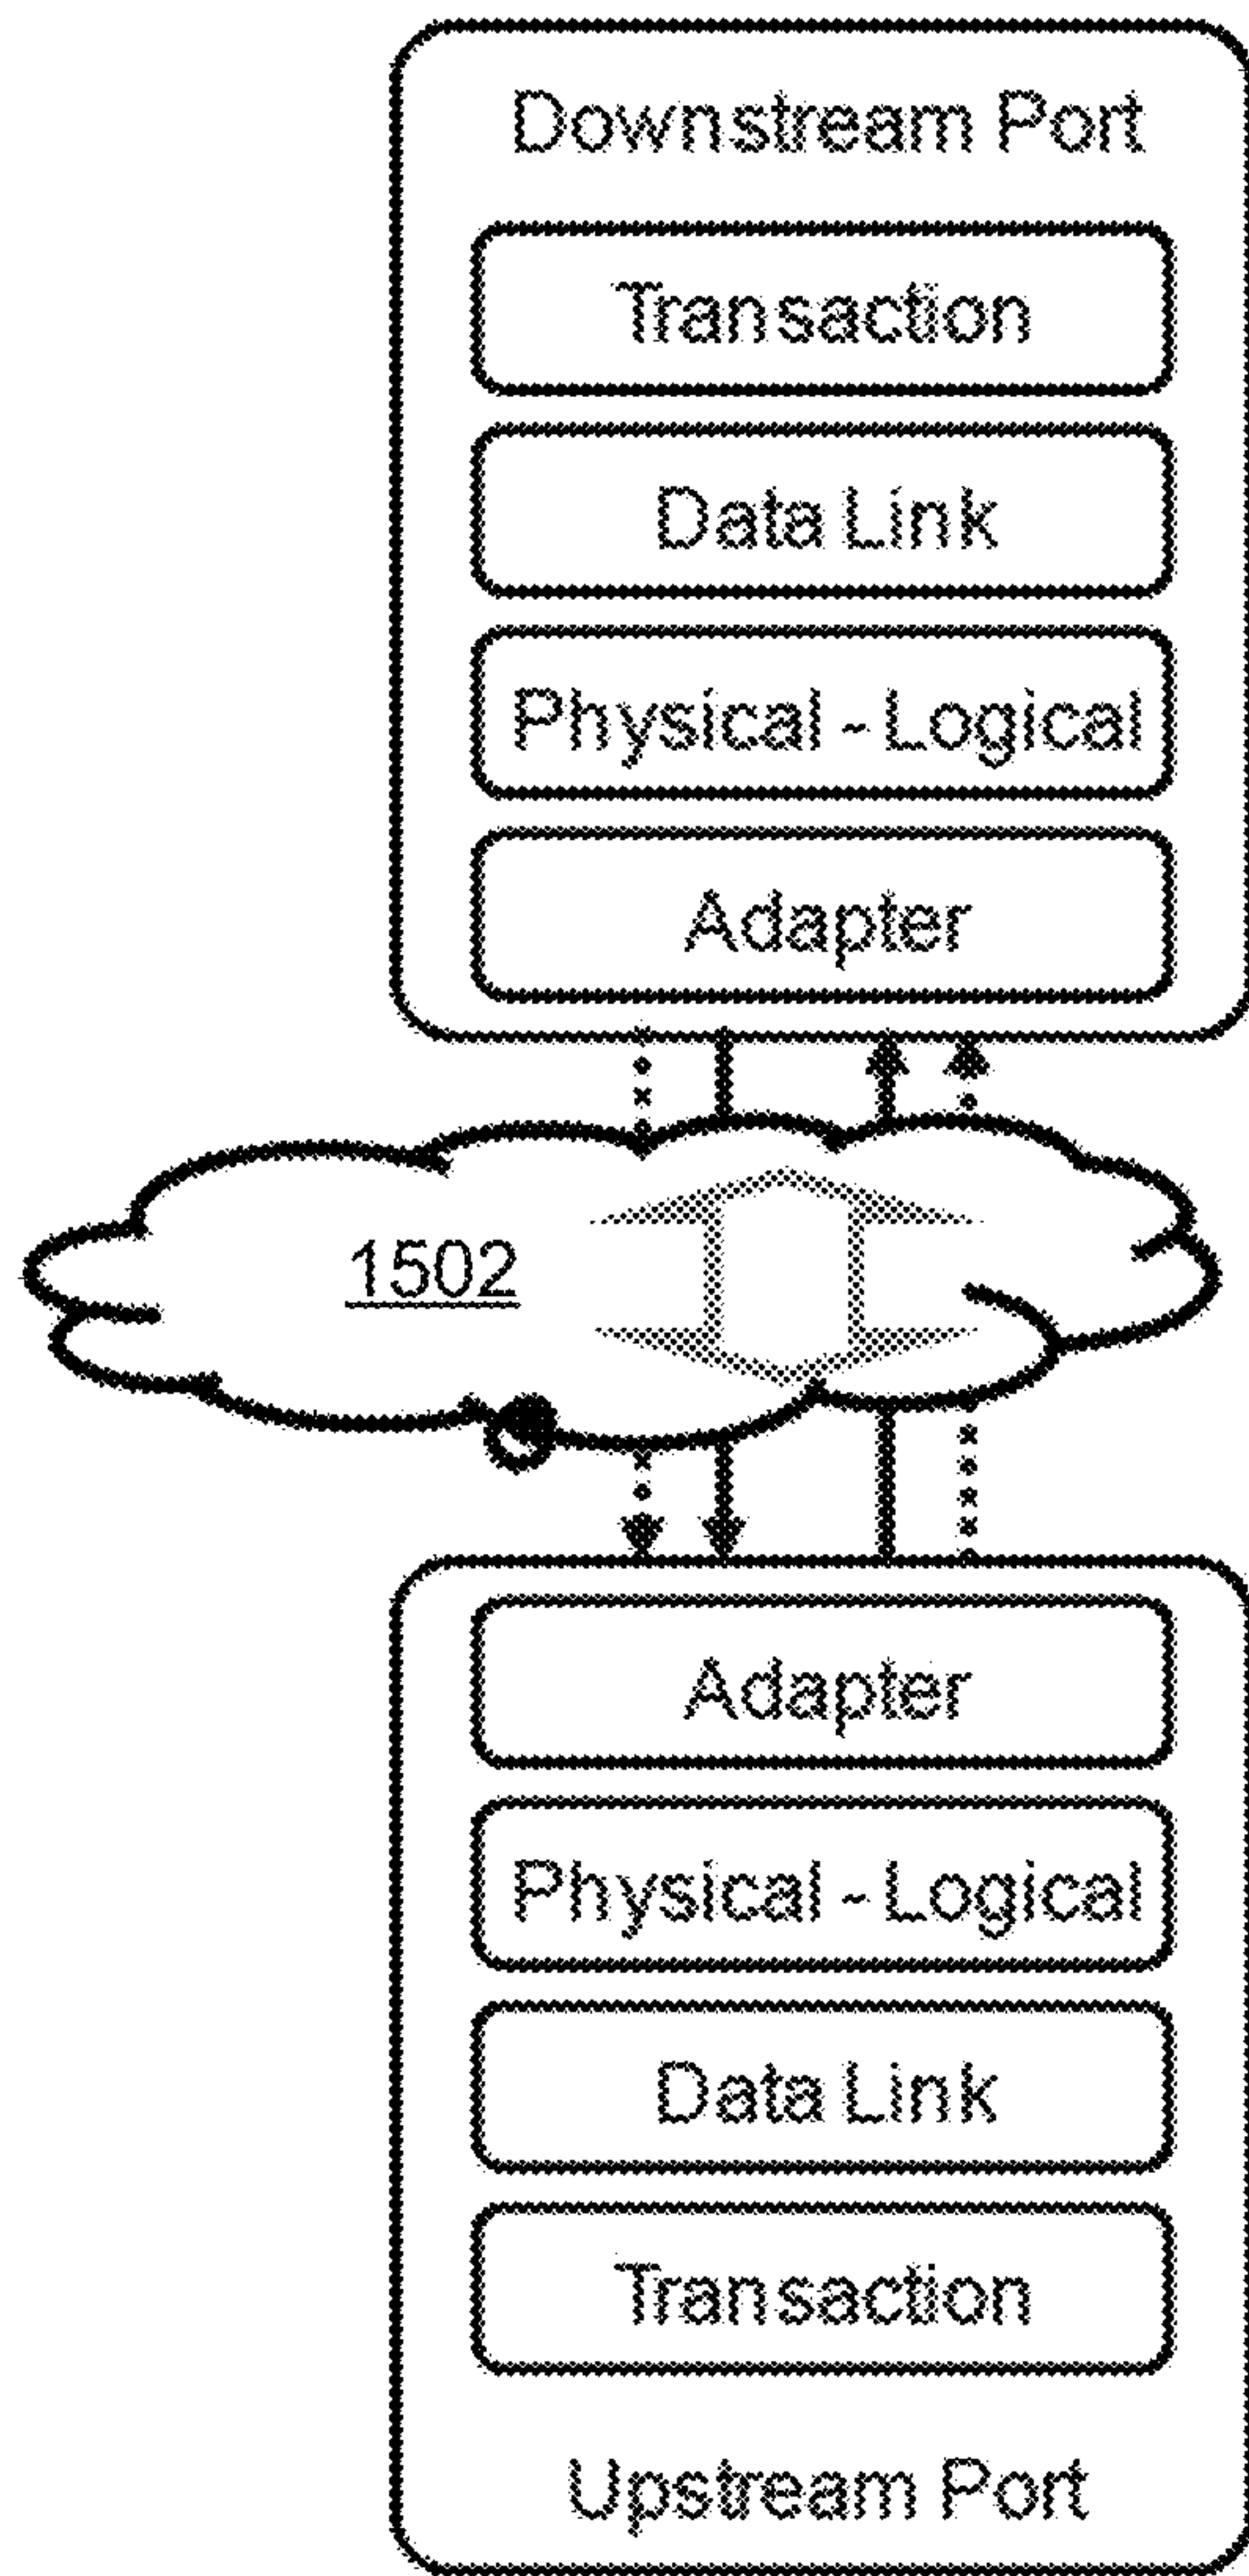 Downstream Port
Transaction
Data Link
Physical - Logical
Adapter
1502
Adapter
Physical - Logical
Data Link
Transaction
Upstream Port